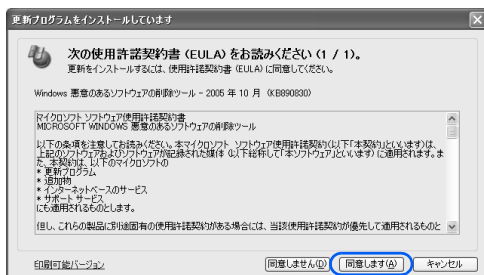 更新プログラムをインストールしています
次の使用許諾契約書 (EULA) をお読みください (1 / 1)。
更新をインストールするには、使用許諾契約書 (EULA) に同意してください。
Windows 悪意のあるソフトウェアの削除ツール - 2005 年 10 月 (KB890830)
マイクロソフト ソフトウェア使用許諾契約書
MICROSOFT WINDOWS 悪意のあるソフトウェアの削除ツール
以下の条項を注意してお読みください。本マイクロソフト ソフトウェア使用許諾契約(以下「本契約」といいます)は、
上記のソフトウェアおよびソフトウェアが記録された媒体 (以下総称して「本ソフトウェア」といいます) に適用されます。ま
た、本契約は、以下のマイクロソフトの
* 更新プログラム
* 追加物
* インターネットベースのサービス
* サポート サービス
にも適用されるものとします。
但し、これらの製品に別途固有の使用許諾契約がある場合には、当該使用許諾契約が優先して適用されるものと
印刷可能バージョン
同意しません(D)
同意します(A)
キャンセル